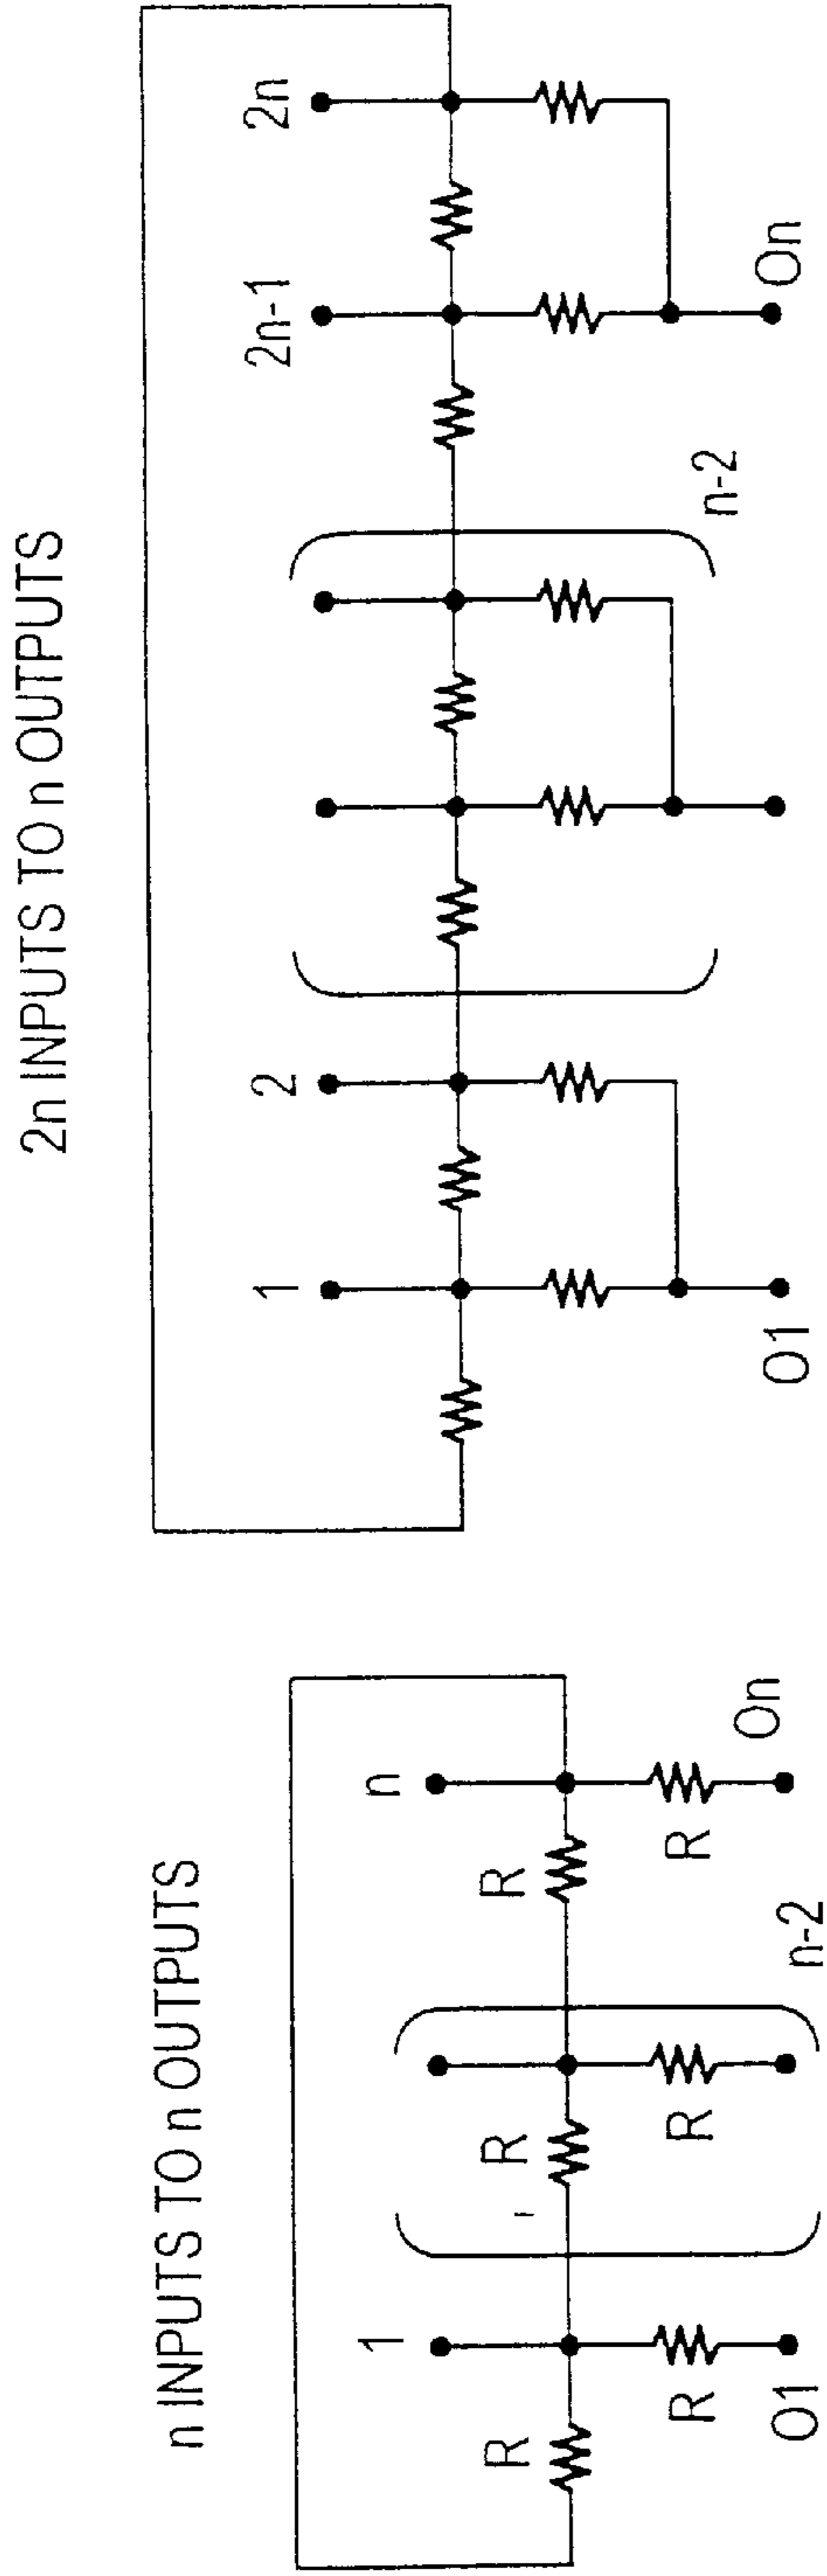 n INPUTS TO n OUTPUTS
1
n
R
R
R
R
R
R
O1
n-2
On
2n INPUTS TO n OUTPUTS
1
2
2n-1
2n
O1
n-2
On